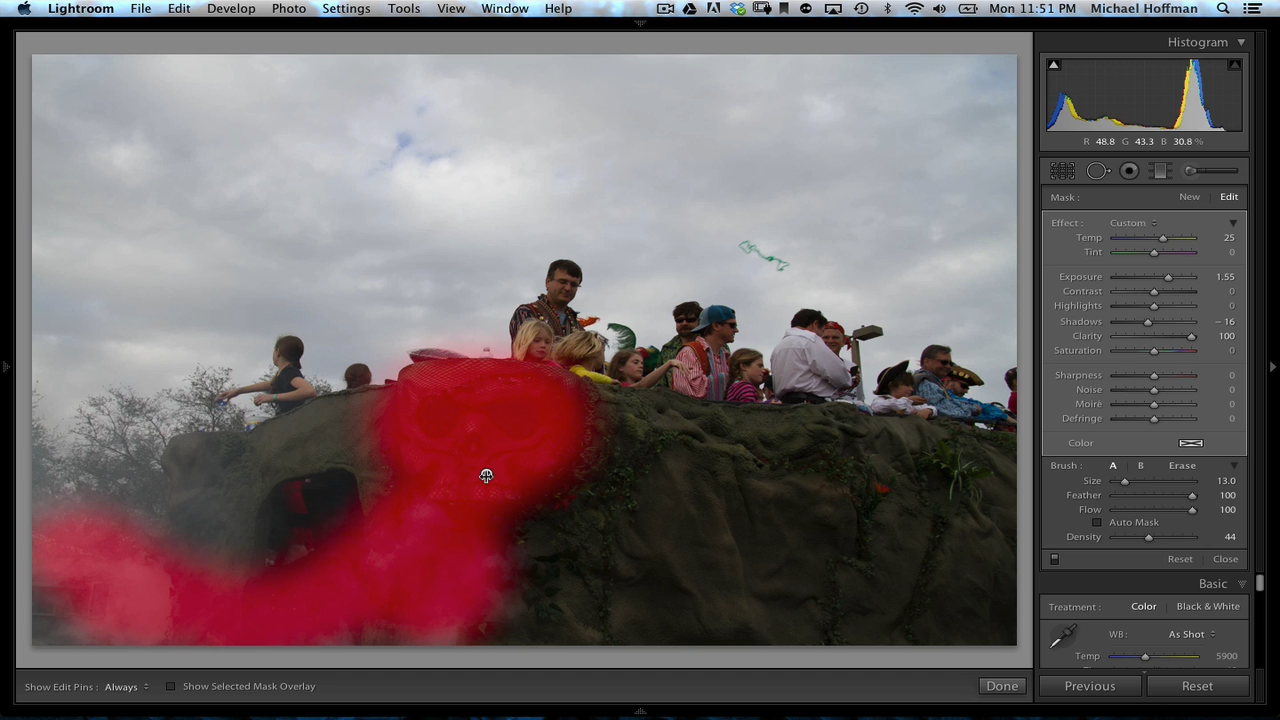 Lightroom File Edit Develop Photo Settings Tools View Window Help Mon 11:51 PM Michael Hoffman
Histogram
R 48.8 G 43.3 B 30.8 %
Mask : New Edit
Effect : Custom
Temp 25
Tint 0
Exposure 1.55
Contrast 0
Highlights 0
Shadows – 16
Clarity 100
Saturation 0
Sharpness 0
Noise 0
Moiré 0
Defringe 0
Color
Brush : A B Erase
Size 13.0
Feather 100
Flow 100
Auto Mask
Density 44
Reset Close
Basic
Treatment : Color Black & White
WB : As Shot
Temp 5900
Show Edit Pins : Always Show Selected Mask Overlay Done
Previous Reset